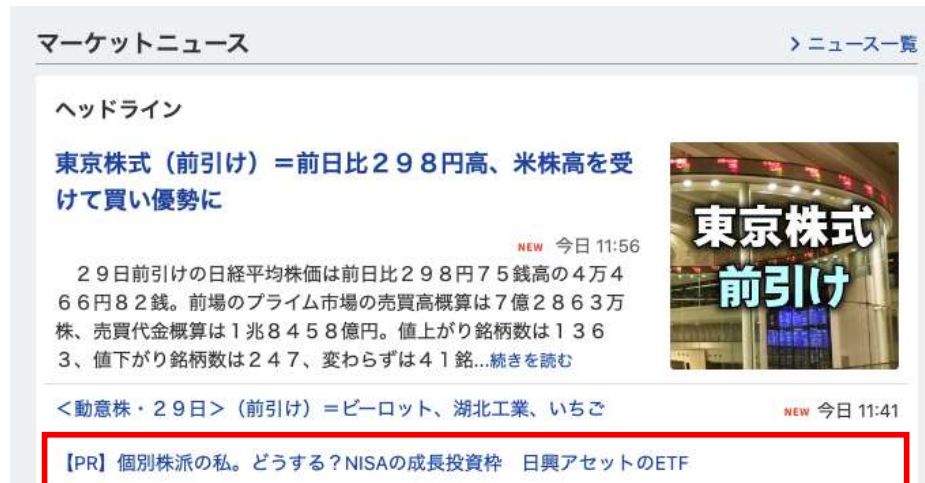 マーケットニュース
> ニュース一覧
ヘッドライン
東京株式（前引け）＝前日比２９８円高、米株高を受
けて買い優勢に
NEW 今日 11:56
２９日前引けの日経平均株価は前日比２９８円７５銭高の４万４
６６円８２銭。前場のプライム市場の売買高概算は７億２８６３万
株、売買代金概算は１兆８４５８億円。値上がり銘柄数は１３６
３、値下がり銘柄数は２４７、変わらずは４１銘...続きを読む
東京株式
前引け
＜動意株・２９日＞（前引け）＝ビーロット、湖北工業、いちご
NEW 今日 11:41
【PR】個別株派の私。どうする？NISAの成長投資枠　日興アセットのETF